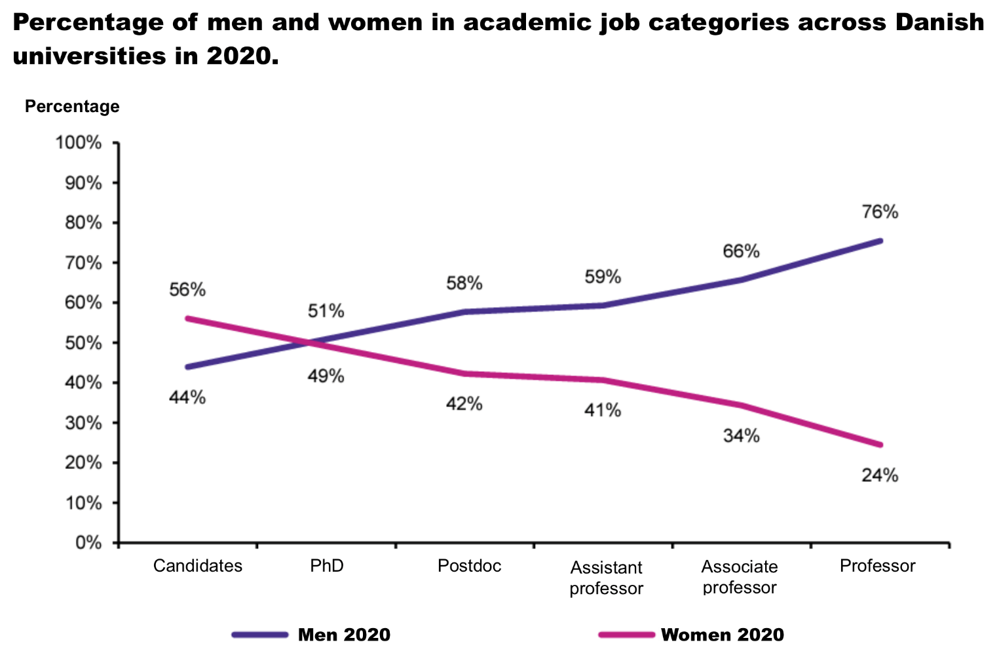 Percentage of men and women in academic job categories across Danish
universities in 2020.
Percentage
100%
90%
80%
70%
60%
50%
40%
30%
20%
10%
0%
56%
44%
51%
49%
58%
42%
59%
41%
66%
34%
76%
24%
Candidates
PhD
Postdoc
Assistant
professor
Associate
professor
Professor
Men 2020
Women 2020